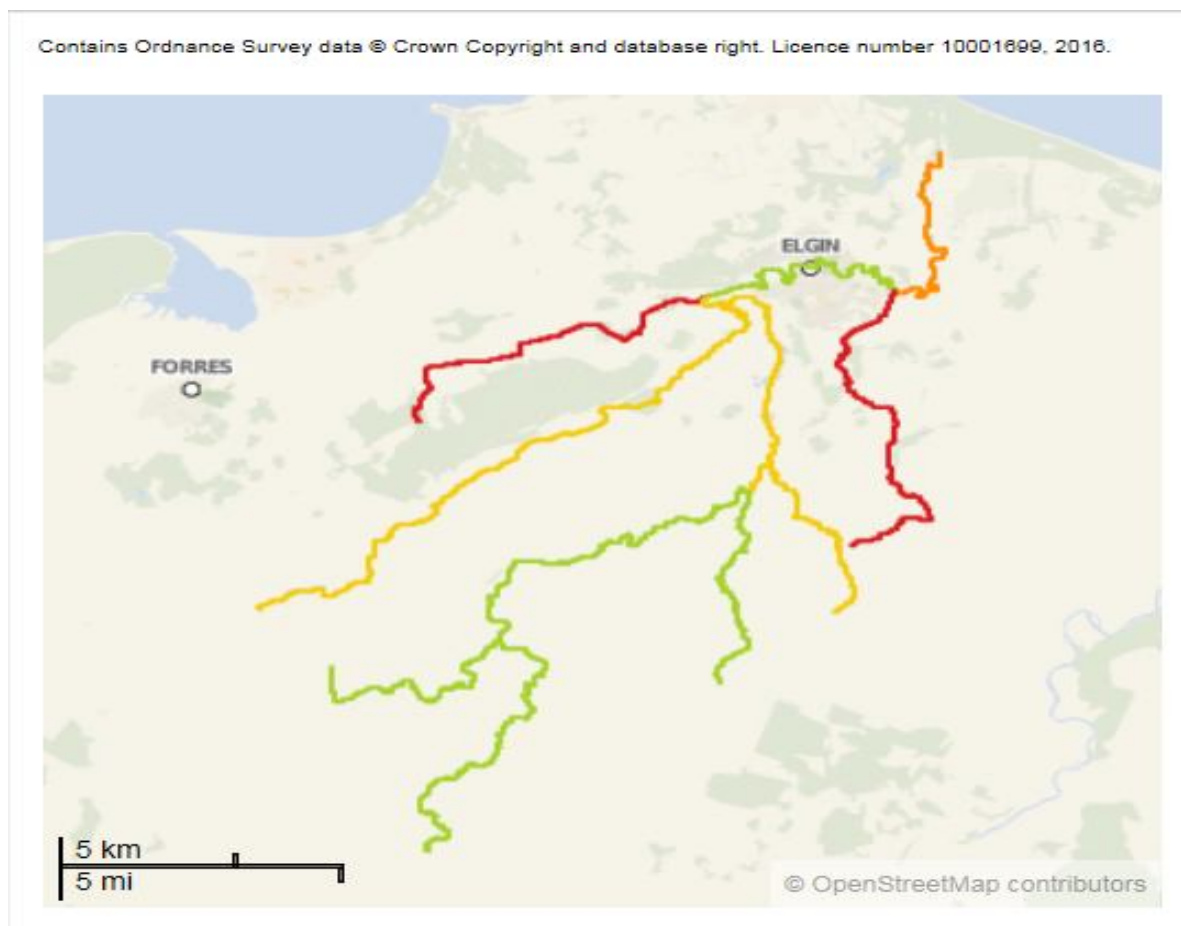 Contains Ordnance Survey data © Crown Copyright and database right. Licence number 10001699, 2016.
ELGIN
FORRES
5 km
5 mi
© OpenStreetMap contributors